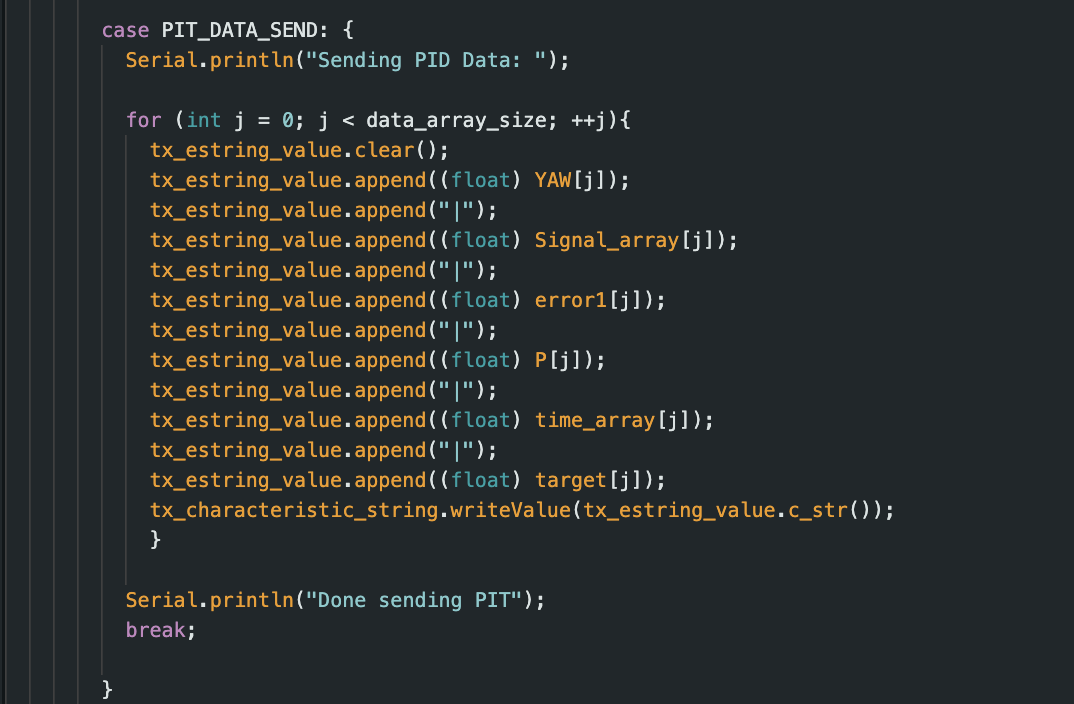 case PIT_DATA_SEND: {
Serial.println("Sending PID Data: ");
for (int j = 0; j < data_array_size; ++j){
tx_estring_value.clear();
tx_estring_value.append((float) YAW[j]);
tx_estring_value.append("|");
tx_estring_value.append((float) Signal_array[j]);
tx_estring_value.append("|");
tx_estring_value.append((float) error1[j]);
tx_estring_value.append("|");
tx_estring_value.append((float) P[j]);
tx_estring_value.append("|");
tx_estring_value.append((float) time_array[j]);
tx_estring_value.append("|");
tx_estring_value.append((float) target[j]);
tx_characteristic_string.writeValue(tx_estring_value.c_str());
}
Serial.println("Done sending PIT");
break;
}